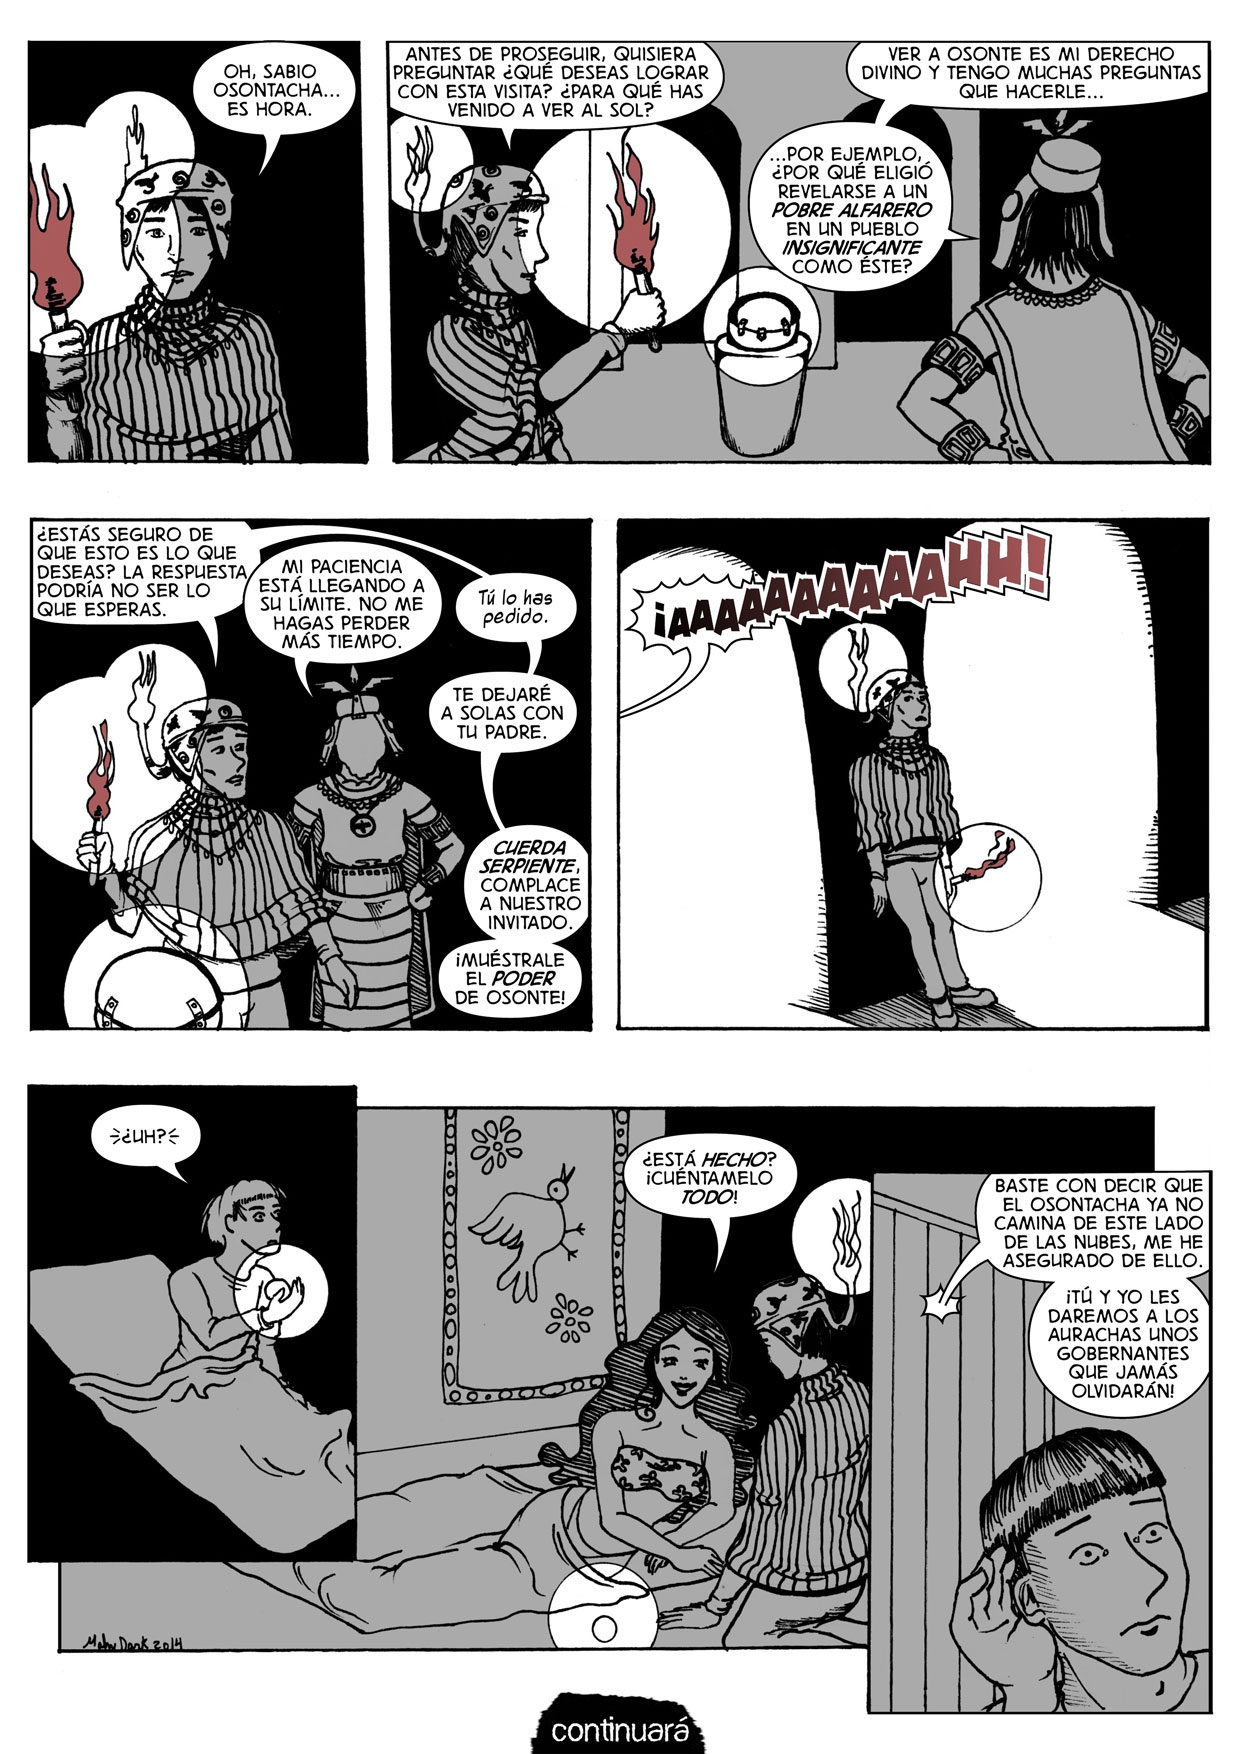 OH, SABIO
OSONTACHA...
ES HORA.
ANTES DE PROSEGUIR, QUISIERA
PREGUNTAR ¿QUÉ DESEAS LOGRAR
CON ESTA VISITA? ¿PARA QUÉ HAS
VENIDO A VER AL SOL?
VER A OSONTE ES MI DERECHO
DIVINO Y TENGO MUCHAS PREGUNTAS
QUE HACERLE...
...POR EJEMPLO,
¿POR QUÉ ELIGIÓ
REVELARSE A UN
POBRE ALFARERO
EN UN PUEBLO
INSIGNIFICANTE
COMO ÉSTE?
¿ESTÁS SEGURO DE
QUE ESTO ES LO QUE
DESEAS? LA RESPUESTA
PODRÍA NO SER LO
QUE ESPERAS.
MI PACIENCIA
ESTÁ LLEGANDO A
SU LÍMITE. NO ME
HAGAS PERDER
MÁS TIEMPO.
Tú lo has
pedido.
TE DEJARÉ
A SOLAS CON
TU PADRE.
CUERDA
SERPIENTE,
COMPLACE
A NUESTRO
INVITADO.
¡MUÉSTRALE
EL PODER
DE OSONTE!
¡AAAAAAAAAAAHH!
¿UH?
¿ESTÁ HECHO?
¡CUÉNTAMELO
TODO!
BASTE CON DECIR QUE
EL OSONTACHA YA NO
CAMINA DE ESTE LADO
DE LAS NUBES, ME HE
ASEGURADO DE ELLO.
¡TÚ Y YO LES
DAREMOS A LOS
AURACHAS UNOS
GOBERNANTES
QUE JAMÁS
OLVIDARÁN!
2014
continuará